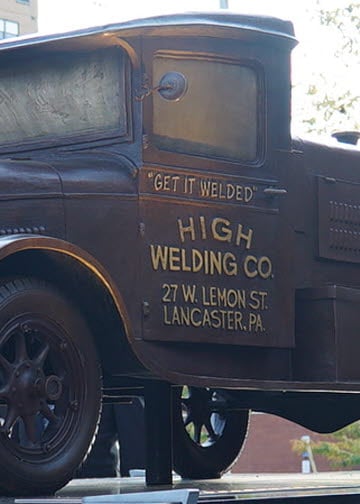 "GET IT WELDED"
HIGH
WELDING CO.
27 W. LEMON ST.
LANCASTER, PA.